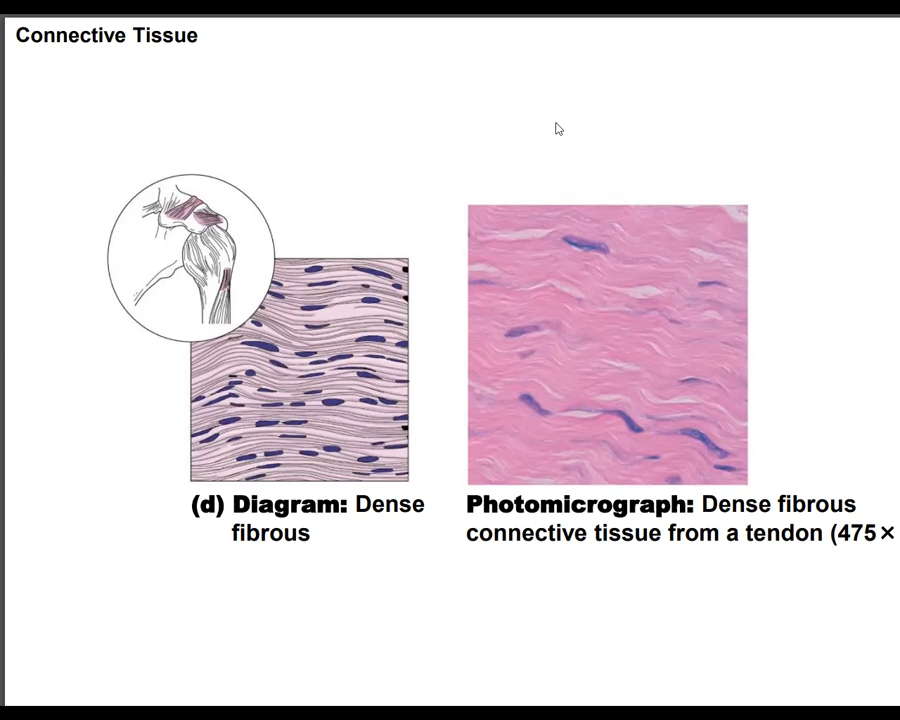 Connective Tissue
(d) Diagram: Dense
fibrous
Photomicrograph: Dense fibrous
connective tissue from a tendon (475×